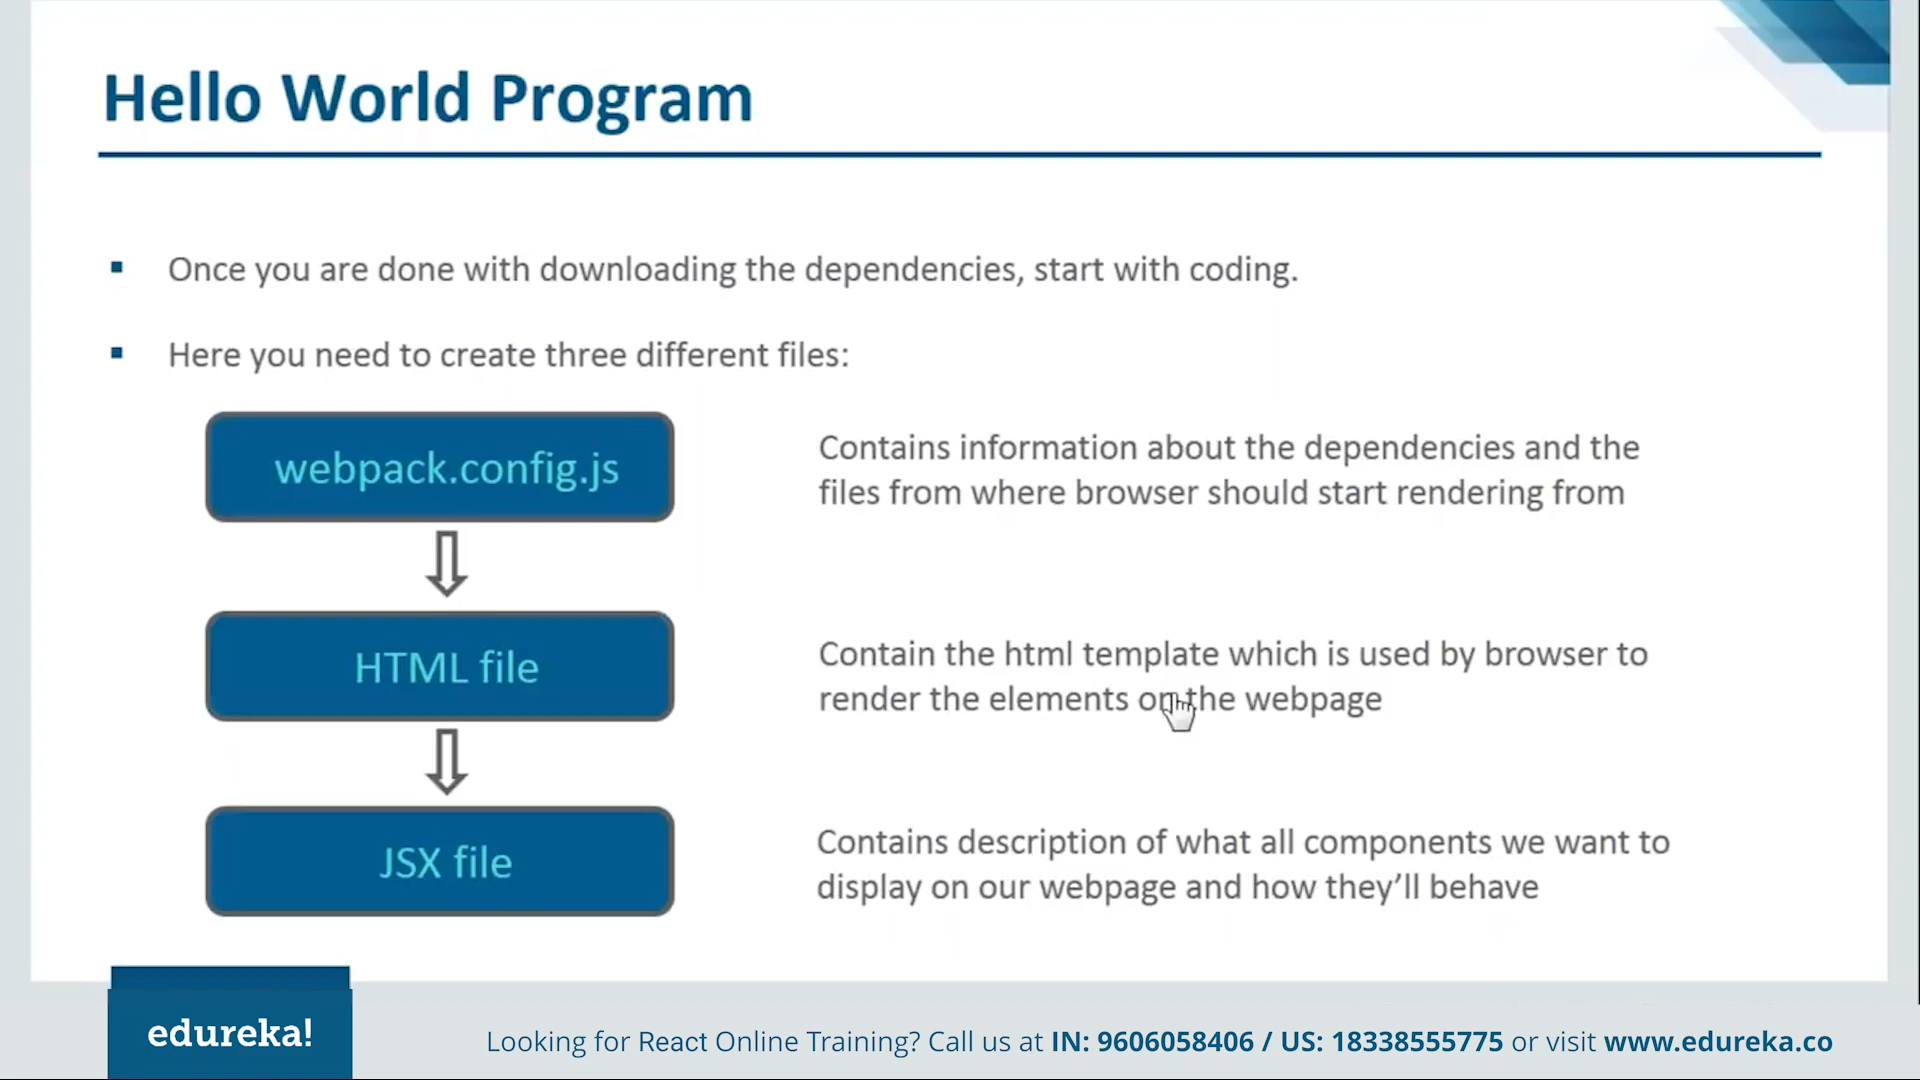 Hello World Program
Once you are done with downloading the dependencies, start with coding.
Here you need to create three different files:
webpack.config.js
Contains information about the dependencies and the
files from where browser should start rendering from
HTML file
Contain the html template which is used by browser to
render the elements on the webpage
JSX file
Contains description of what all components we want to
display on our webpage and how they’ll behave
edureka!
Looking for React Online Training? Call us at IN: 9606058406 / US: 18338555775 or visit www.edureka.co